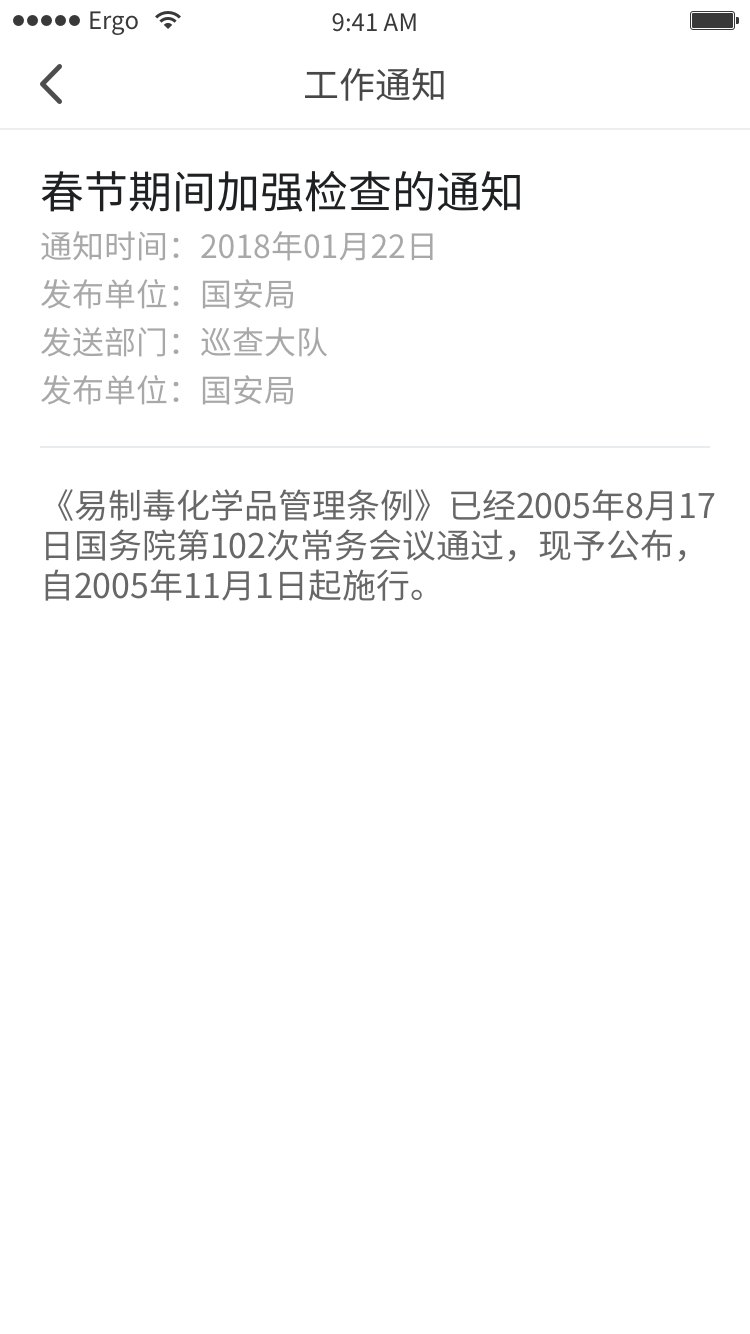 Ergo 9:41 AM
工作通知
春节期间加强检查的通知
通知时间：2018年01月22日
发布单位：国安局
发送部门：巡查大队
发布单位：国安局
《易制毒化学品管理条例》已经2005年8月17
日国务院第102次常务会议通过，现予公布，
自2005年11月1日起施行。